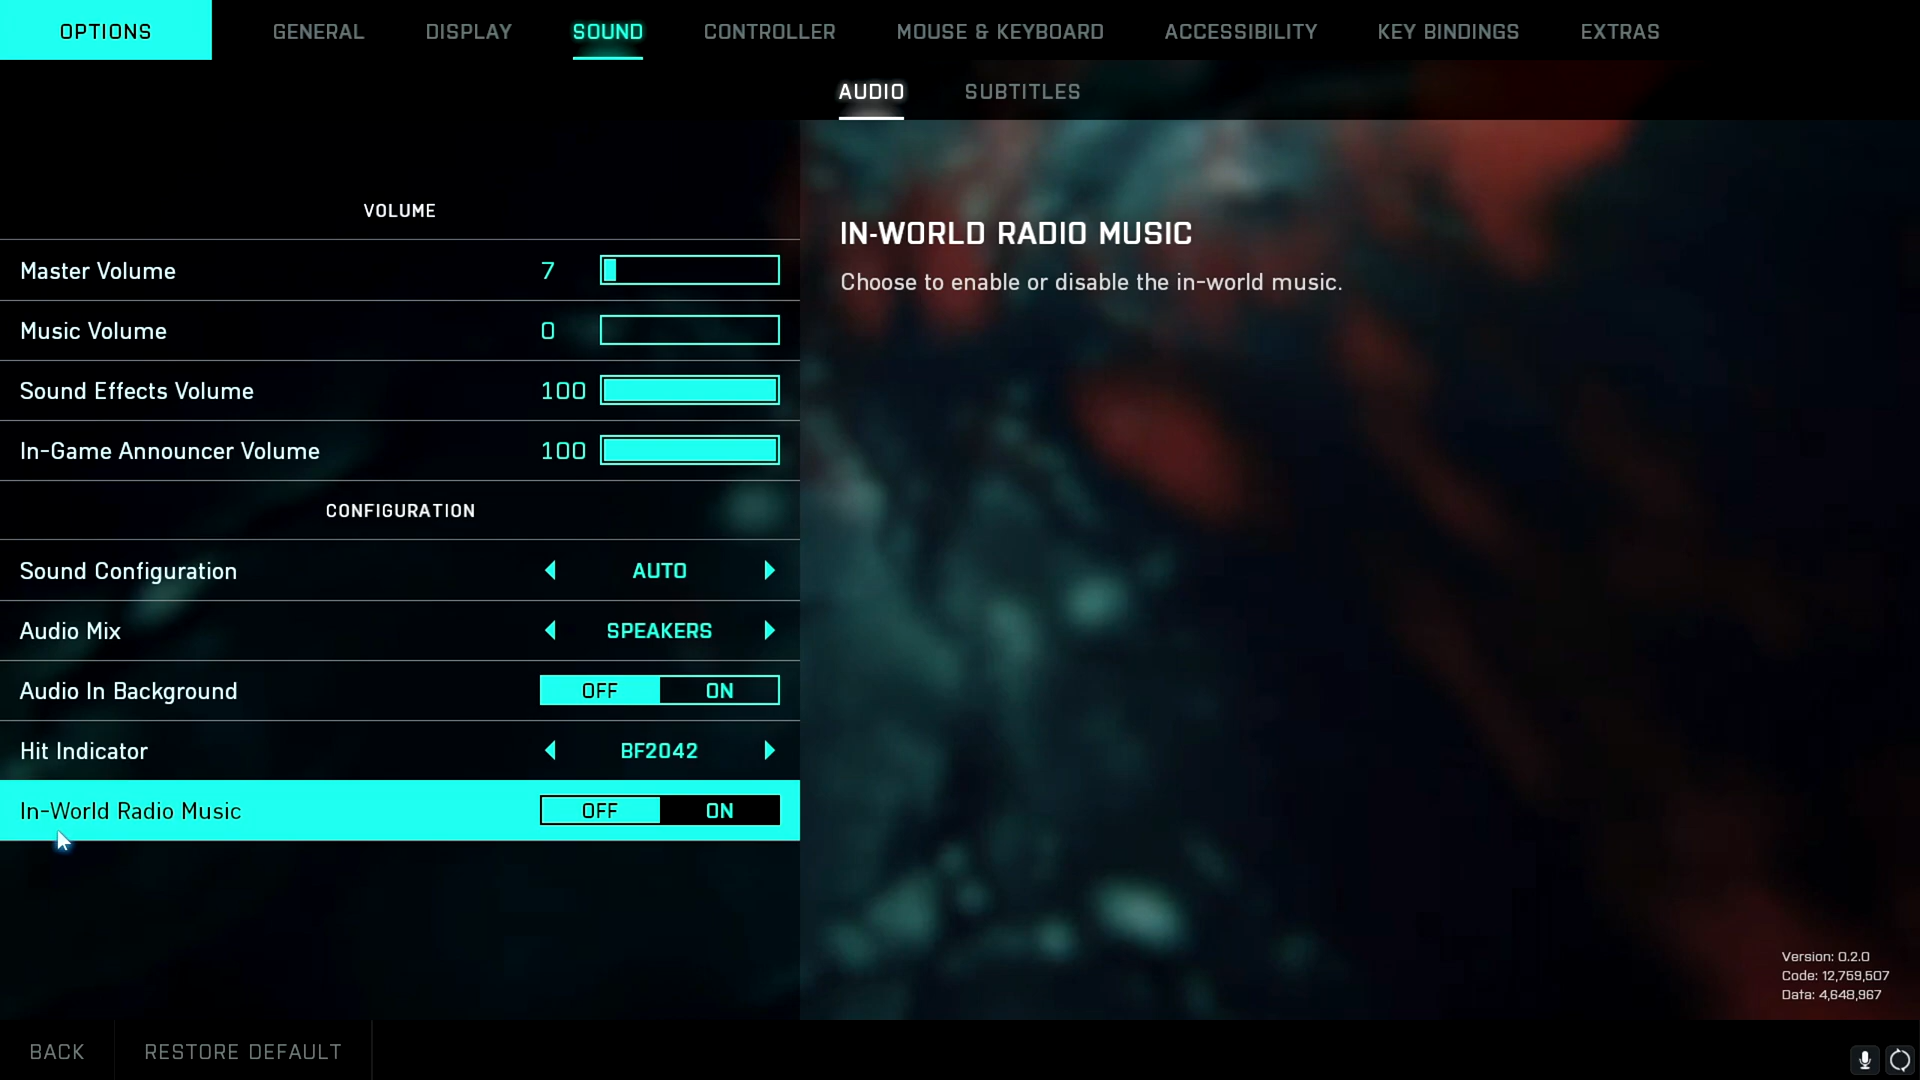 OPTIONS
GENERAL
DISPLAY
SOUND
CONTROLLER
MOUSE & KEYBOARD
ACCESSIBILITY
KEY BINDINGS
EXTRAS
AUDIO
SUBTITLES
VOLUME
Master Volume 7
Music Volume 0
Sound Effects Volume 100
In-Game Announcer Volume 100
CONFIGURATION
Sound Configuration AUTO
Audio Mix SPEAKERS
Audio In Background OFF ON
Hit Indicator BF2042
In-World Radio Music OFF ON
IN-WORLD RADIO MUSIC
Choose to enable or disable the in-world music.
Version: 0.2.0
Code: 12,759,507
Data: 4,648,967
BACK
RESTORE DEFAULT